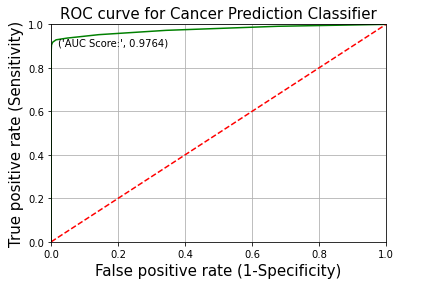 ROC curve for Cancer Prediction Classifier
1.0
0.8
0.6
0.4
0.2
0.0
True positive rate (Sensitivity)
('AUC Score:', 0.9764)
0.0 0.2 0.4 0.6 0.8 1.0
False positive rate (1-Specificity)